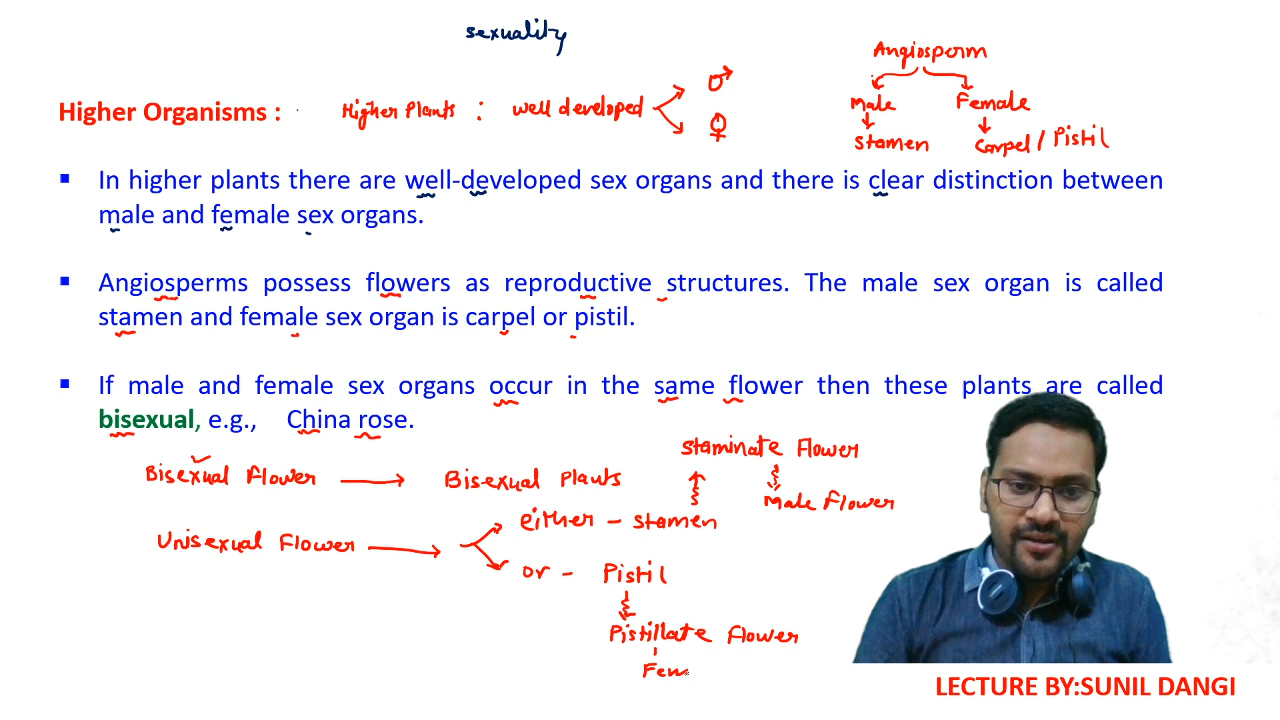 sexuality
Angiosperm
Higher Organisms : Higher Plants : well developed ♂ ♀
Male Female
Stamen Carpel / Pistil
▪ In higher plants there are well-developed sex organs and there is clear distinction between
male and female sex organs.
▪ Angiosperms possess flowers as reproductive structures. The male sex organ is called
stamen and female sex organ is carpel or pistil.
▪ If male and female sex organs occur in the same flower then these plants are called
bisexual, e.g., China rose.
Staminate Flower
Bisexual Flower → Bisexual Plants
Male Flower
either - stamen
Unisexual Flower →
or - Pistil
Pistillate Flower
Fem
LECTURE BY:SUNIL DANGI